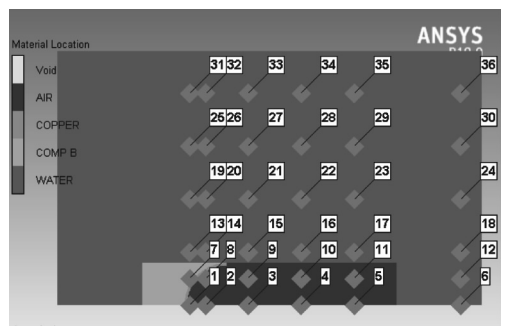 ANSYS
Material Location
Void
AIR
COPPER
COMP B
WATER
31 32 33 34 35 36
25 26 27 28 29 30
19 20 21 22 23 24
13 14 15 16 17 18
7 8 9 10 11 12
1 2 3 4 5 6